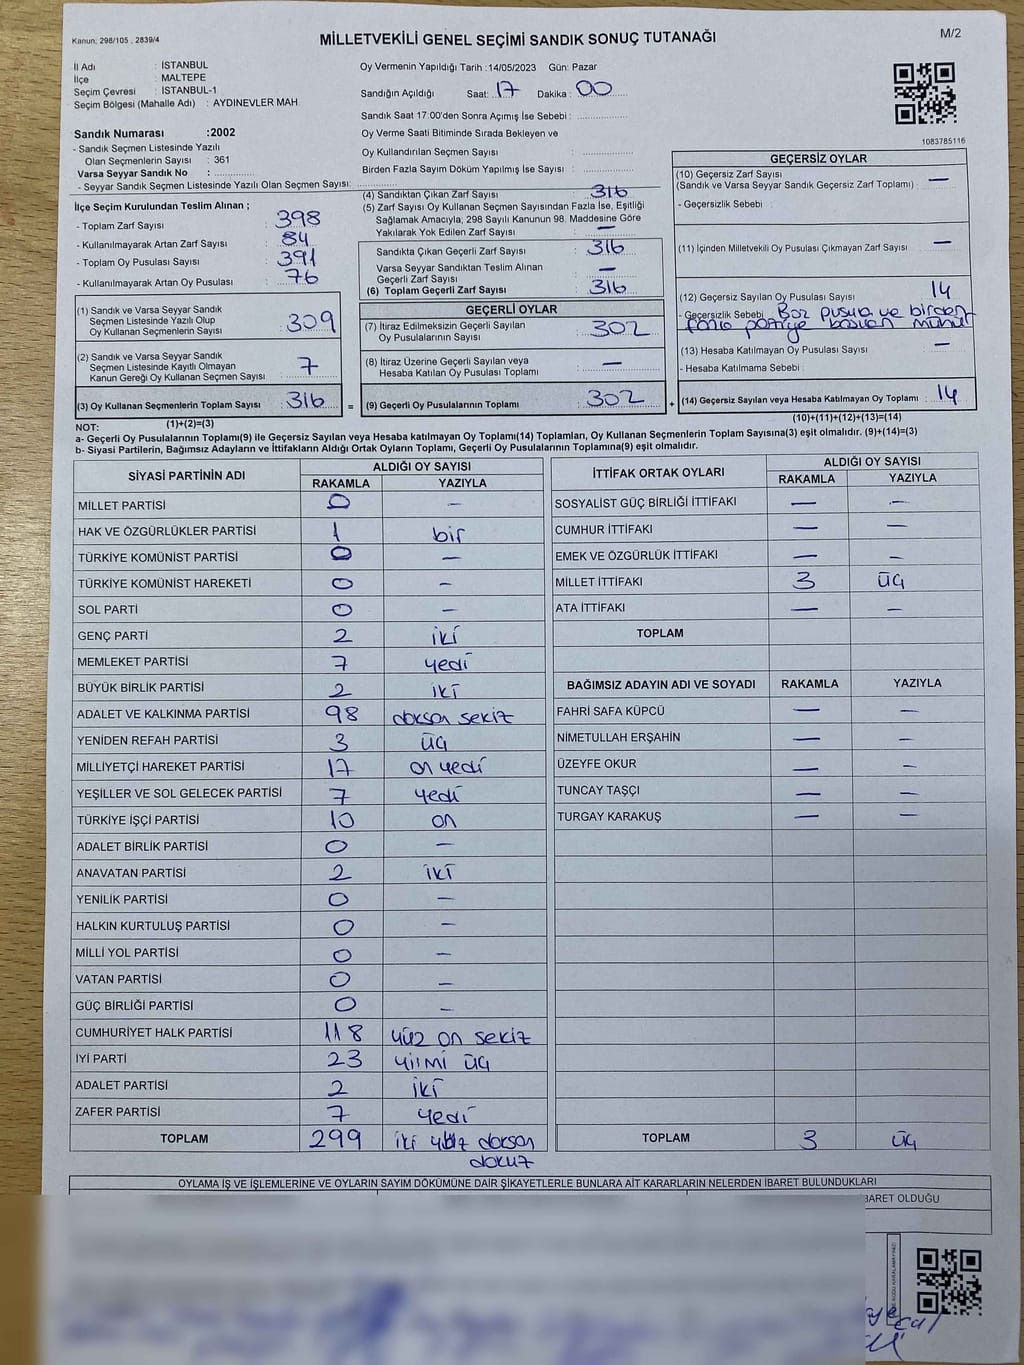 Kanun; 298/105 , 2839/4
MİLLETVEKİLİ GENEL SEÇİMİ SANDIK SONUÇ TUTANAĞI
M/2
İl Adı : İSTANBUL
İlçe : MALTEPE
Seçim Çevresi : İSTANBUL-1
Seçim Bölgesi (Mahalle Adı) : AYDINEVLER MAH.
Sandık Numarası :2002
- Sandık Seçmen Listesinde Yazılı
Olan Seçmenlerin Sayısı : 361
Varsa Seyyar Sandık No :
- Seyyar Sandık Seçmen Listesinde Yazılı Olan Seçmen Sayısı:
Oy Vermenin Yapıldığı Tarih :14/05/2023 Gün: Pazar
Sandığın Açıldığı Saat: 17 Dakika : 00
Sandık Saat 17:00'den Sonra Açımış İse Sebebi :
Oy Verme Saati Bitiminde Sırada Bekleyen ve
Oy Kullandırılan Seçmen Sayısı :
Birden Fazla Sayım Döküm Yapılmış İse Sayısı :
1083785116
İlçe Seçim Kurulundan Teslim Alınan ;
- Toplam Zarf Sayısı : 398
- Kullanılmayarak Artan Zarf Sayısı : 84
- Toplam Oy Pusulası Sayısı : 391
- Kullanılmayarak Artan Oy Pusulası : 76
(1) Sandık ve Varsa Seyyar Sandık
Seçmen Listesinde Yazılı Olup
Oy Kullanan Seçmenlerin Sayısı : 309
(2) Sandık ve Varsa Seyyar Sandık
Seçmen Listesinde Kayıtlı Olmayan
Kanun Gereği Oy Kullanan Seçmen Sayısı : 7
(3) Oy Kullanan Seçmenlerin Toplam Sayısı : 316
(1)+(2)=(3)
(4) Sandıktan Çıkan Zarf Sayısı : 316
(5) Zarf Sayısı Oy Kullanan Seçmen Sayısından Fazla İse, Eşitliği
Sağlamak Amacıyla; 298 Sayılı Kanunun 98. Maddesine Göre
Yakılarak Yok Edilen Zarf Sayısı : —
Sandıkta Çıkan Geçerli Zarf Sayısı : 316
Varsa Seyyar Sandıktan Teslim Alınan
Geçerli Zarf Sayısı : —
(6) Toplam Geçerli Zarf Sayısı : 316
GEÇERLİ OYLAR
(7) İtiraz Edilmeksizin Geçerli Sayılan
Oy Pusulalarının Sayısı : 302
(8) İtiraz Üzerine Geçerli Sayılan veya
Hesaba Katılan Oy Pusulası Toplamı : —
= (9) Geçerli Oy Pusulalarının Toplamı : 302
GEÇERSİZ OYLAR
(10) Geçersiz Zarf Sayısı
(Sandık ve Varsa Seyyar Sandık Geçersiz Zarf Toplamı) : —
- Geçersizlik Sebebi :
(11) İçinden Milletvekili Oy Pusulası Çıkmayan Zarf Sayısı : —
(12) Geçersiz Sayılan Oy Pusulası Sayısı : 14
- Geçersizlik Sebebi : Boz pusula ve birden
fazla partiye basılan mühür
(13) Hesaba Katılmayan Oy Pusulası Sayısı : —
- Hesaba Katılmama Sebebi :
+ (14) Geçersiz Sayılan veya Hesaba Katılmayan Oy Toplamı : 14
(10)+(11)+(12)+(13)=(14)
NOT:
a- Geçerli Oy Pusulalarının Toplamı(9) ile Geçersiz Sayılan veya Hesaba katılmayan Oy Toplamı(14) Toplamları, Oy Kullanan Seçmenlerin Toplam Sayısına(3) eşit olmalıdır. (9)+(14)=(3)
b- Siyasi Partilerin, Bağımsız Adayların ve İttifakların Aldığı Ortak Oyların Toplamı, Geçerli Oy Pusulalarının Toplamına(9) eşit olmalıdır.
SİYASİ PARTİNİN ADI ALDIĞI OY SAYISI
RAKAMLA YAZIYLA
MİLLET PARTİSİ 0 —
HAK VE ÖZGÜRLÜKLER PARTİSİ 1 bir
TÜRKİYE KOMÜNİST PARTİSİ 0 —
TÜRKİYE KOMÜNİST HAREKETİ 0 —
SOL PARTİ 0 —
GENÇ PARTİ 2 iki
MEMLEKET PARTİSİ 7 yedi
BÜYÜK BİRLİK PARTİSİ 2 iki
ADALET VE KALKINMA PARTİSİ 98 doksan sekiz
YENİDEN REFAH PARTİSİ 3 üç
MİLLİYETÇİ HAREKET PARTİSİ 17 on yedi
YEŞİLLER VE SOL GELECEK PARTİSİ 7 yedi
TÜRKİYE İŞÇİ PARTİSİ 10 on
ADALET BİRLİK PARTİSİ 0 —
ANAVATAN PARTİSİ 2 iki
YENİLİK PARTİSİ 0 —
HALKIN KURTULUŞ PARTİSİ 0 —
MİLLİ YOL PARTİSİ 0 —
VATAN PARTİSİ 0 —
GÜÇ BİRLİĞİ PARTİSİ 0 —
CUMHURİYET HALK PARTİSİ 118 yüz on sekiz
İYİ PARTİ 23 yirmi üç
ADALET PARTİSİ 2 iki
ZAFER PARTİSİ 7 yedi
TOPLAM 299 iki yüz doksan
dokuz
İTTİFAK ORTAK OYLARI ALDIĞI OY SAYISI
RAKAMLA YAZIYLA
SOSYALİST GÜÇ BİRLİĞİ İTTİFAKI — —
CUMHUR İTTİFAKI — —
EMEK VE ÖZGÜRLÜK İTTİFAKI — —
MİLLET İTTİFAKI 3 üç
ATA İTTİFAKI — —
TOPLAM
BAĞIMSIZ ADAYIN ADI VE SOYADI RAKAMLA YAZIYLA
FAHRİ SAFA KÜPCÜ — —
NİMETULLAH ERŞAHİN — —
ÜZEYFE OKUR — —
TUNCAY TAŞÇI — —
TURGAY KARAKUŞ — —
TOPLAM 3 üç
OYLAMA İŞ VE İŞLEMLERİNE VE OYLARIN SAYIM DÖKÜMÜNE DAİR ŞİKAYETLERLE BUNLARA AİT KARARLARIN NELERDEN İBARET BULUNDUKLARI
BARET OLDUĞU